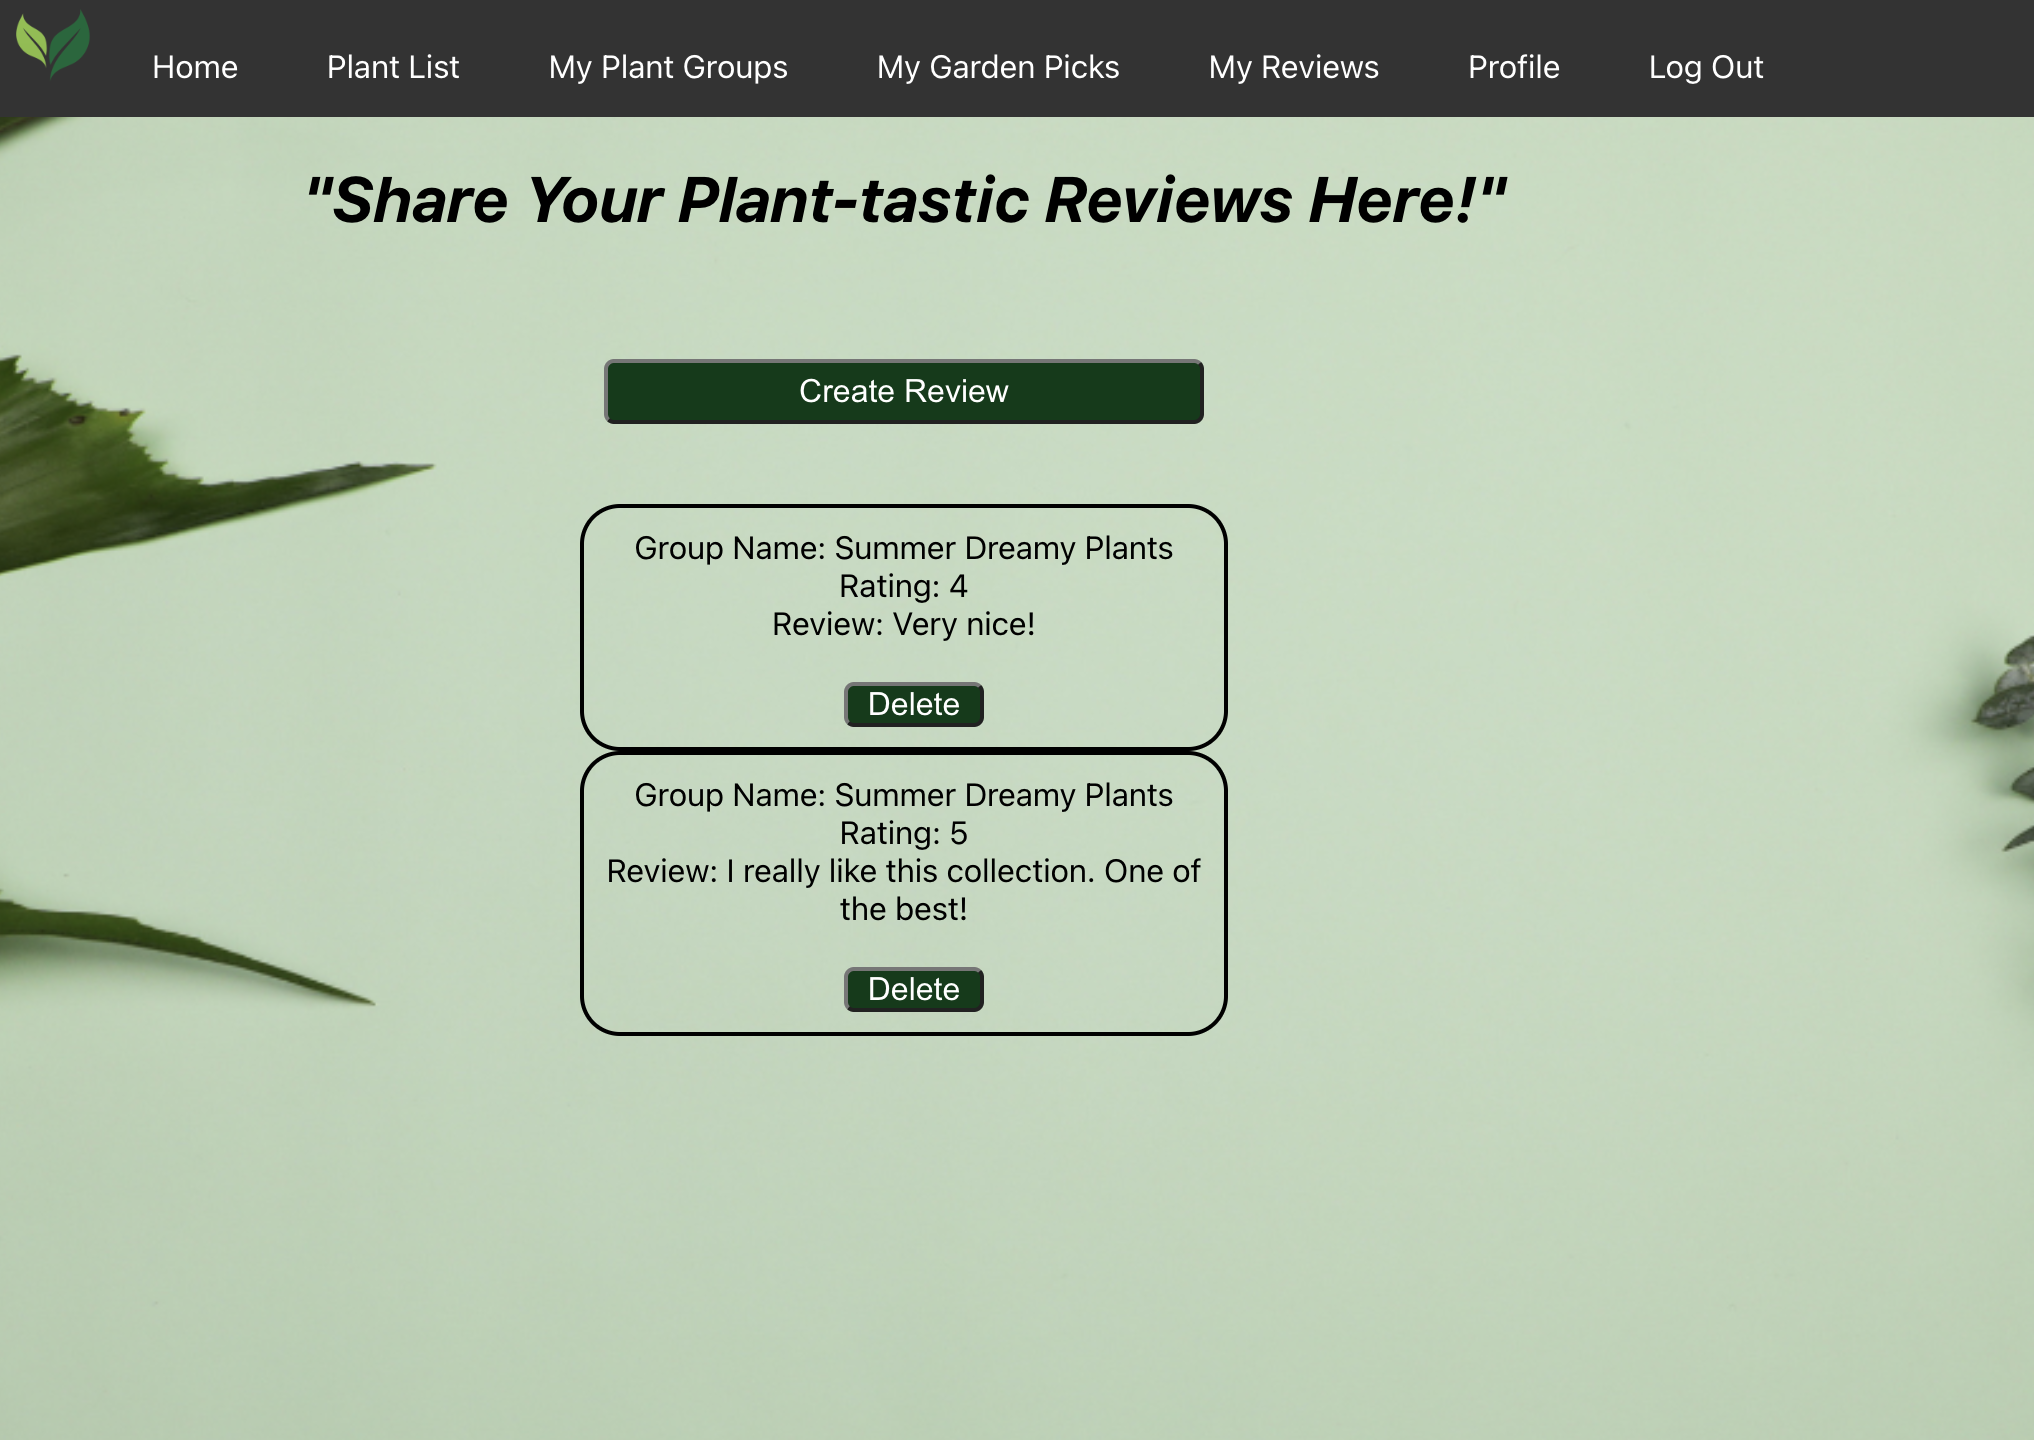 Home Plant List My Plant Groups My Garden Picks My Reviews Profile Log Out
"Share Your Plant-tastic Reviews Here!"
Create Review
Group Name: Summer Dreamy Plants
Rating: 4
Review: Very nice!
Delete
Group Name: Summer Dreamy Plants
Rating: 5
Review: I really like this collection. One of
the best!
Delete